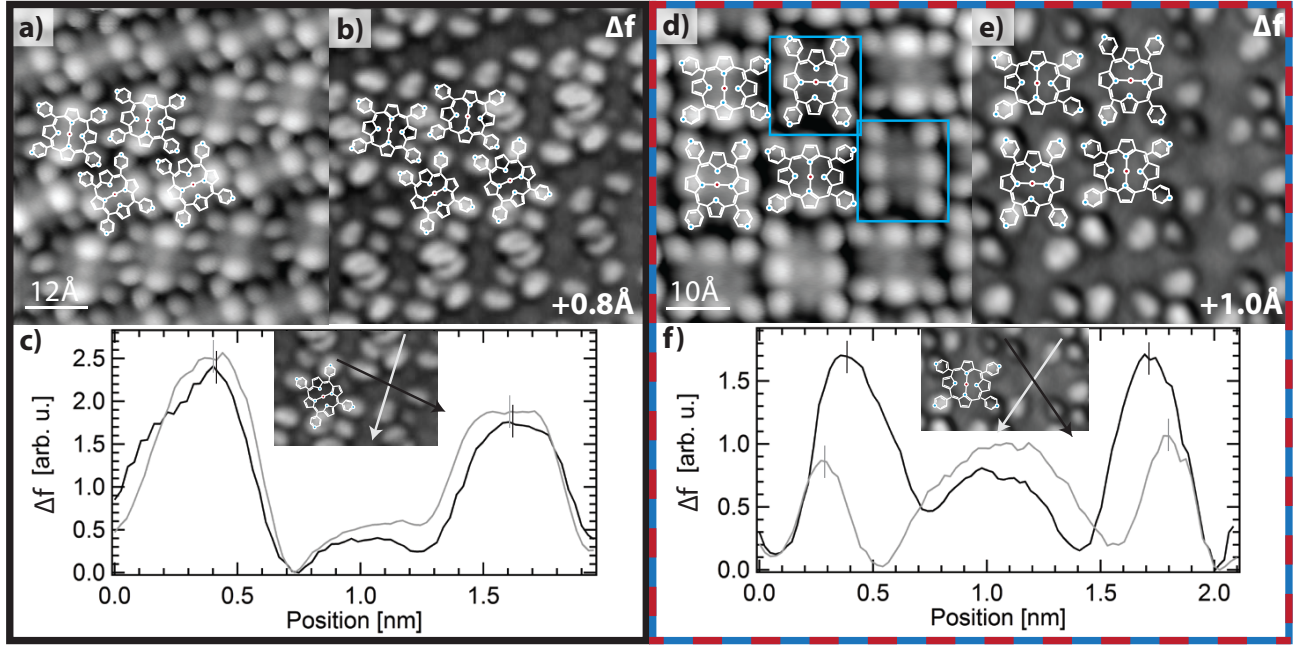 a)
b)
Δf
12Å
+0.8Å
d)
e)
Δf
10Å
+1.0Å
c)
2.5
2.0
1.5
1.0
0.5
0.0
Δf [arb. u.]
0.0 0.5 1.0 1.5
Position [nm]
f)
1.5
1.0
0.5
0.0
Δf [arb. u.]
0.0 0.5 1.0 1.5 2.0
Position [nm]